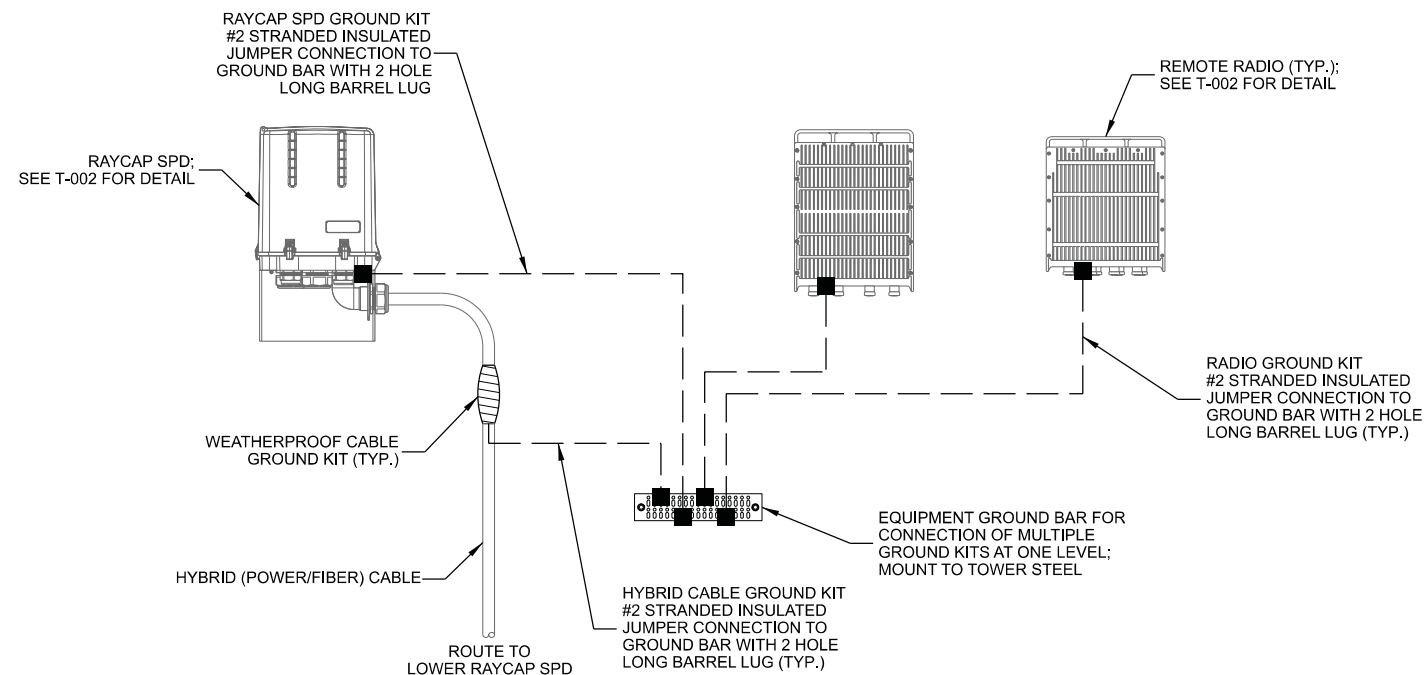 RAYCAP SPD GROUND KIT
#2 STRANDED INSULATED
JUMPER CONNECTION TO
GROUND BAR WITH 2 HOLE
LONG BARREL LUG
REMOTE RADIO (TYP.);
SEE T-002 FOR DETAIL
RAYCAP SPD;
SEE T-002 FOR DETAIL
RADIO GROUND KIT
#2 STRANDED INSULATED
JUMPER CONNECTION TO
GROUND BAR WITH 2 HOLE
LONG BARREL LUG (TYP.)
WEATHERPROOF CABLE
GROUND KIT (TYP.)
EQUIPMENT GROUND BAR FOR
CONNECTION OF MULTIPLE
GROUND KITS AT ONE LEVEL;
MOUNT TO TOWER STEEL
HYBRID (POWER/FIBER) CABLE
HYBRID CABLE GROUND KIT
#2 STRANDED INSULATED
JUMPER CONNECTION TO
GROUND BAR WITH 2 HOLE
LONG BARREL LUG (TYP.)
ROUTE TO
LOWER RAYCAP SPD